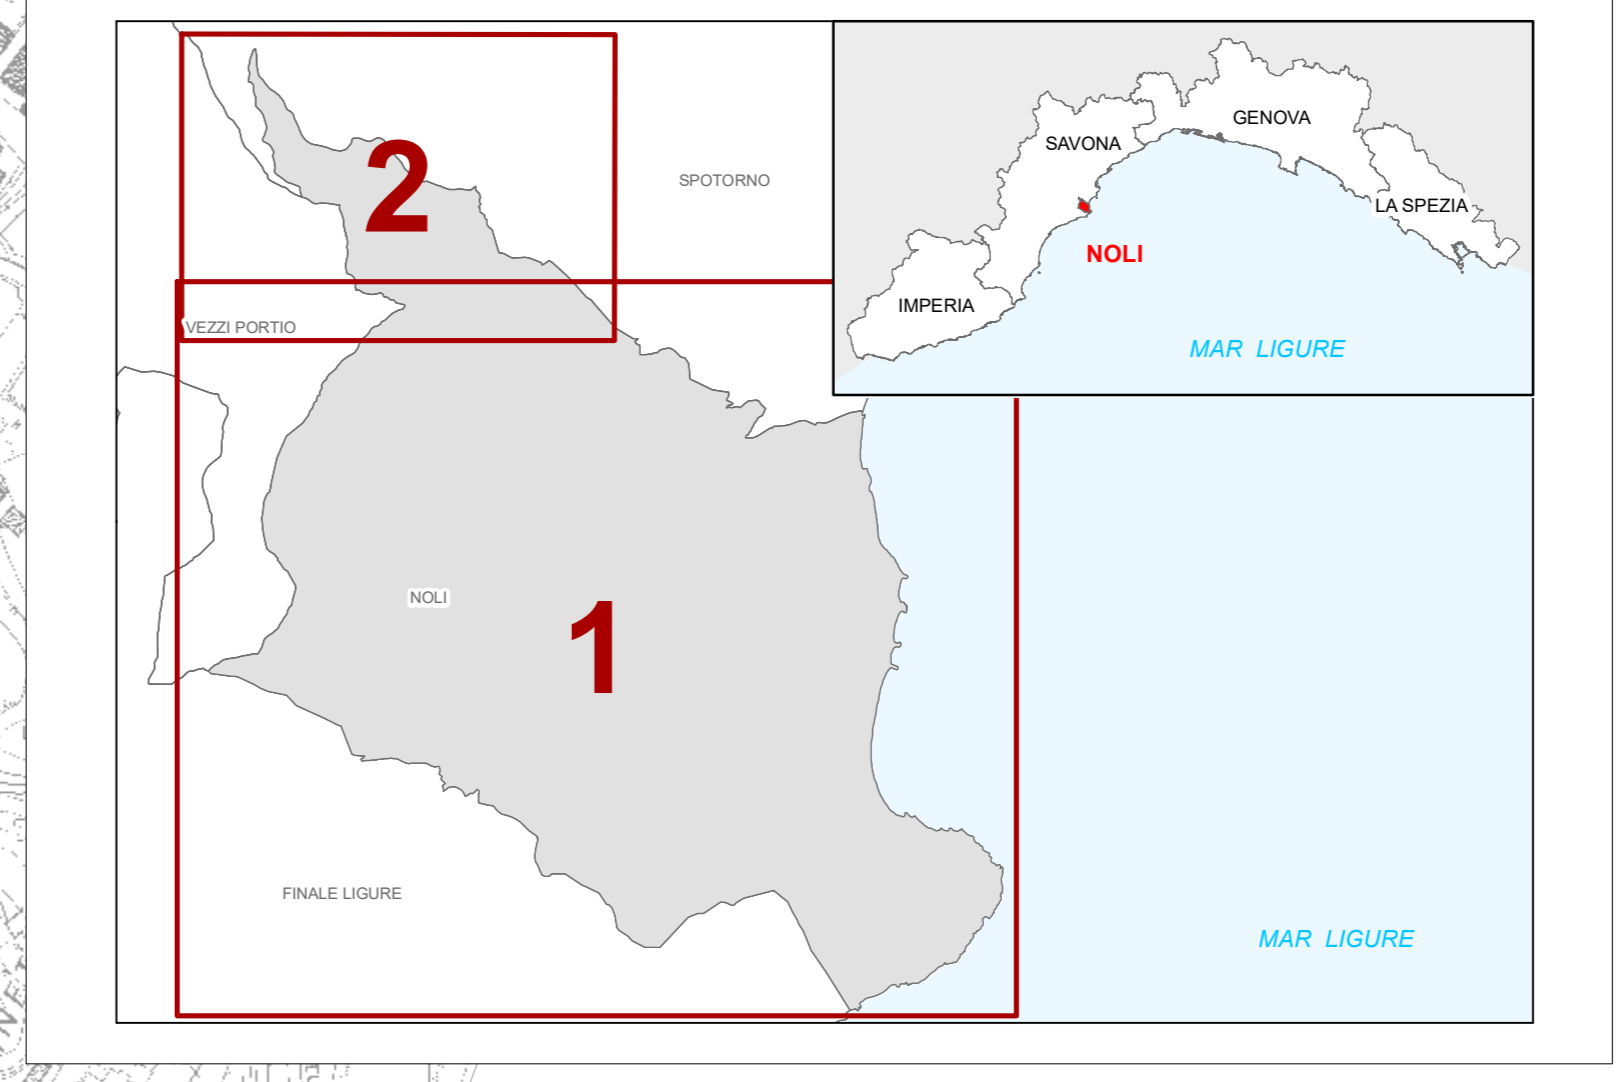 2
SPOTORNO
VEZZI PORTIO
NOLI
1
FINALE LIGURE
MAR LIGURE
GENOVA
SAVONA
LA SPEZIA
NOLI
IMPERIA
MAR LIGURE